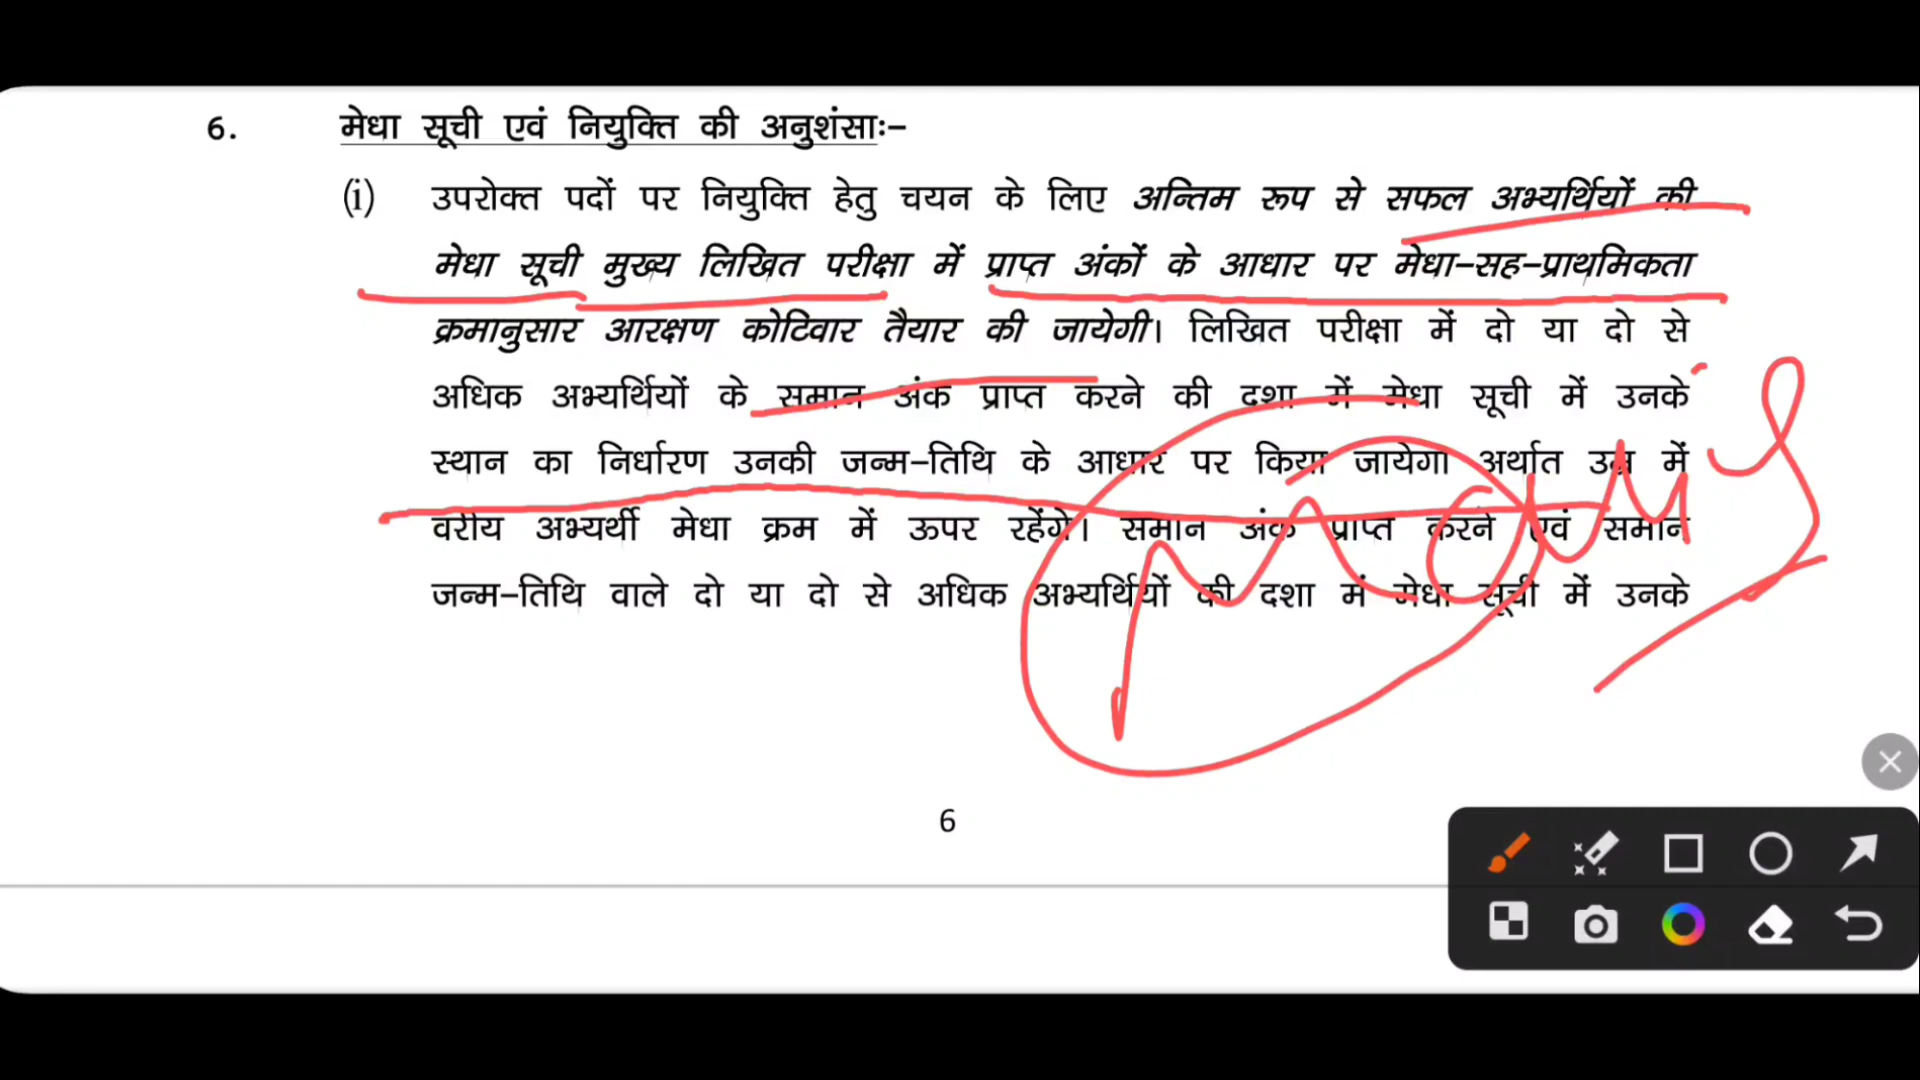 6. मेधा सूची एवं नियुक्ति की अनुशंसाः–
(i) उपरोक्त पदों पर नियुक्ति हेतु चयन के लिए अन्तिम रूप से सफल अभ्यर्थियों की
मेधा सूची मुख्य लिखित परीक्षा में प्राप्त अंकों के आधार पर मेधा–सह–प्राथमिकता
क्रमानुसार आरक्षण कोटिवार तैयार की जायेगी। लिखित परीक्षा में दो या दो से
अधिक अभ्यर्थियों के समान अंक प्राप्त करने की दशा में मेधा सूची में उनके
स्थान का निर्धारण उनकी जन्म–तिथि के आधार पर किया जायेगा अर्थात उम्र में
वरीय अभ्यर्थी मेधा क्रम में ऊपर रहेंगे। समान अंक प्राप्त करने एवं समान
जन्म–तिथि वाले दो या दो से अधिक अभ्यर्थियों की दशा मं मेधा सूची में उनके
6